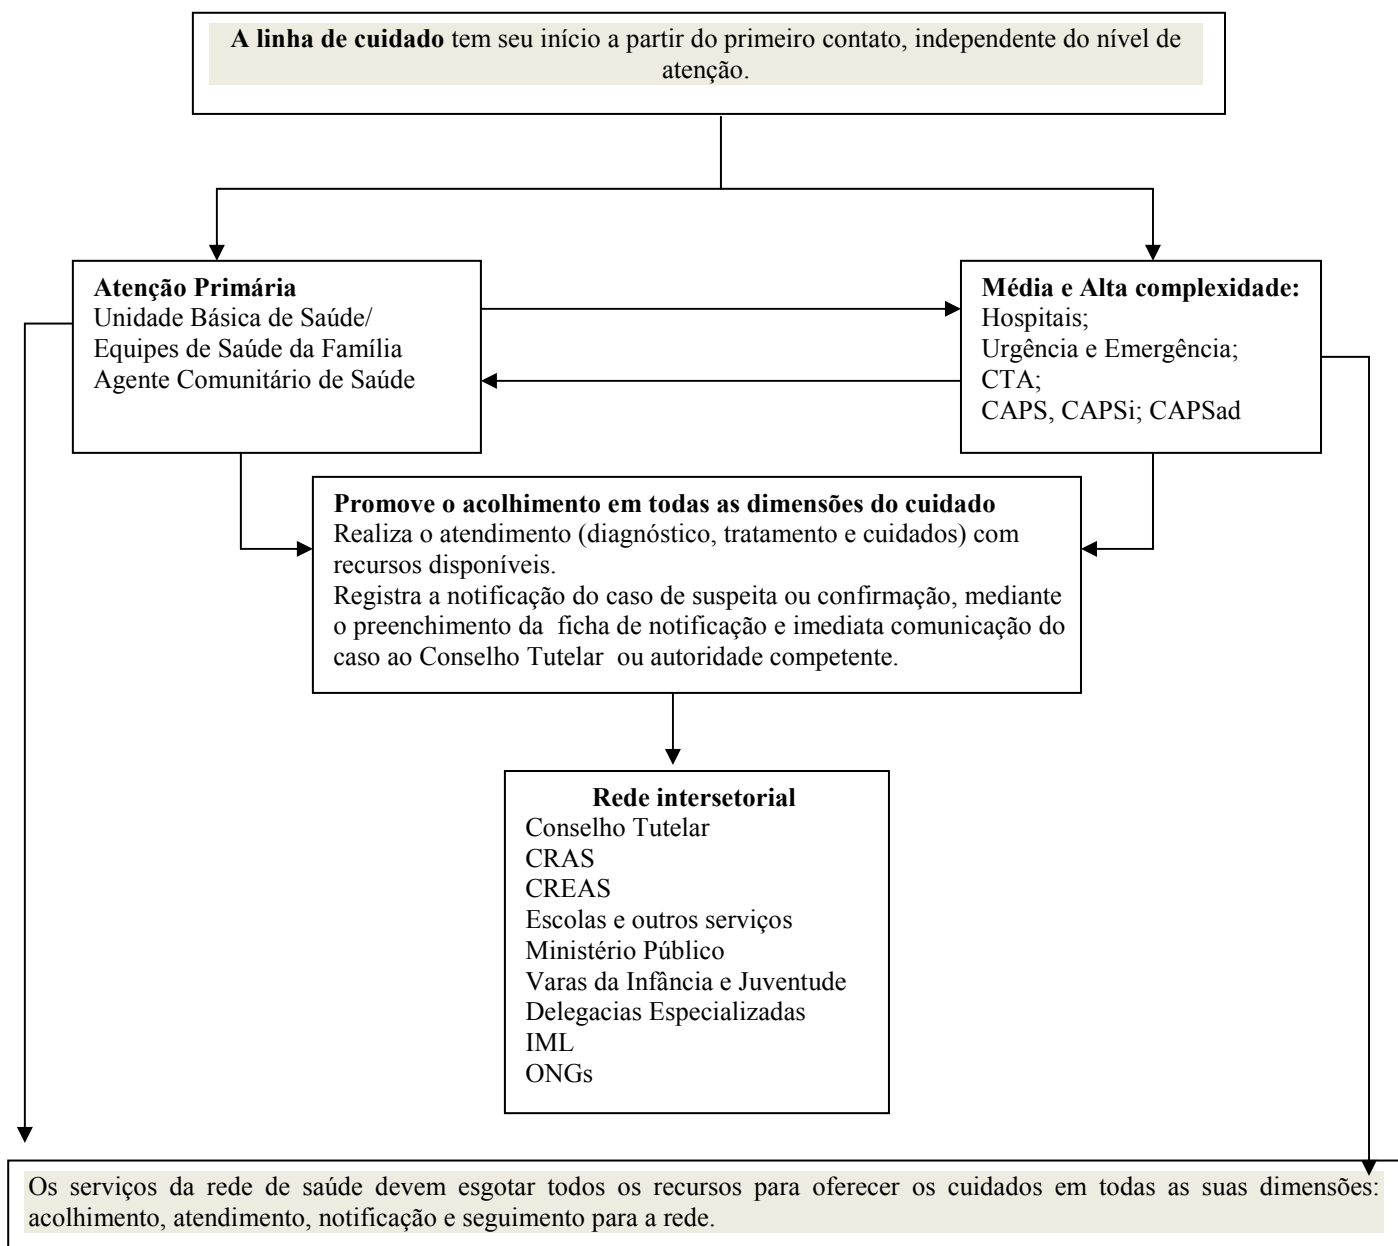 A linha de cuidado tem seu início a partir do primeiro contato, independente do nível de
atenção.
Atenção Primária
Unidade Básica de Saúde/
Equipes de Saúde da Família
Agente Comunitário de Saúde
Média e Alta complexidade:
Hospitais;
Urgência e Emergência;
CTA;
CAPS, CAPSi; CAPSad
Promove o acolhimento em todas as dimensões do cuidado
Realiza o atendimento (diagnóstico, tratamento e cuidados) com
recursos disponíveis.
Registra a notificação do caso de suspeita ou confirmação, mediante
o preenchimento da ficha de notificação e imediata comunicação do
caso ao Conselho Tutelar ou autoridade competente.
Rede intersetorial
Conselho Tutelar
CRAS
CREAS
Escolas e outros serviços
Ministério Público
Varas da Infância e Juventude
Delegacias Especializadas
IML
ONGs
Os serviços da rede de saúde devem esgotar todos os recursos para oferecer os cuidados em todas as suas dimensões:
acolhimento, atendimento, notificação e seguimento para a rede.